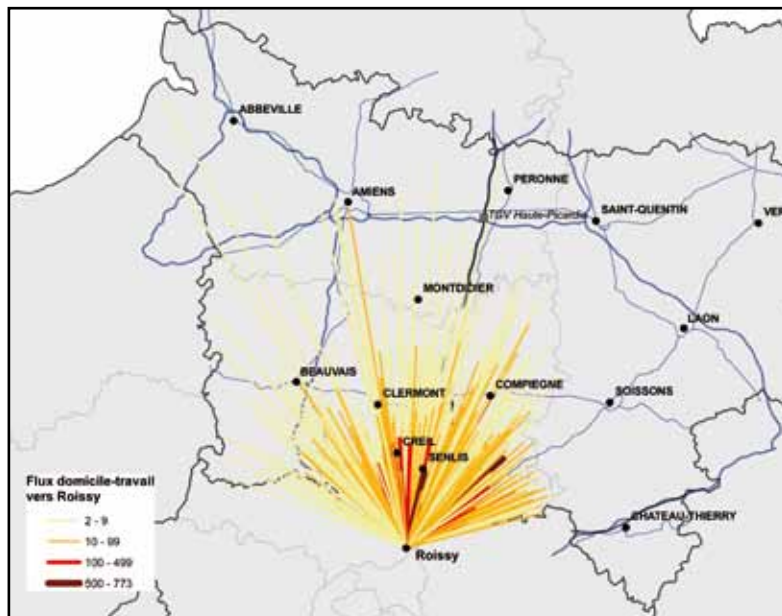 ABBEVILLE
AMIENS
PERONNE
TGV Haute-Picardie
SAINT-QUENTIN
VER
MONTDIDIER
LAON
BEAUVAIS
CLERMONT
COMPIEGNE
SOISSONS
CREIL
SENLIS
Flux domicile-travail
vers Roissy
2 - 9
10 - 99
100 - 499
500 - 773
CHATEAU-THIERRY
Roissy